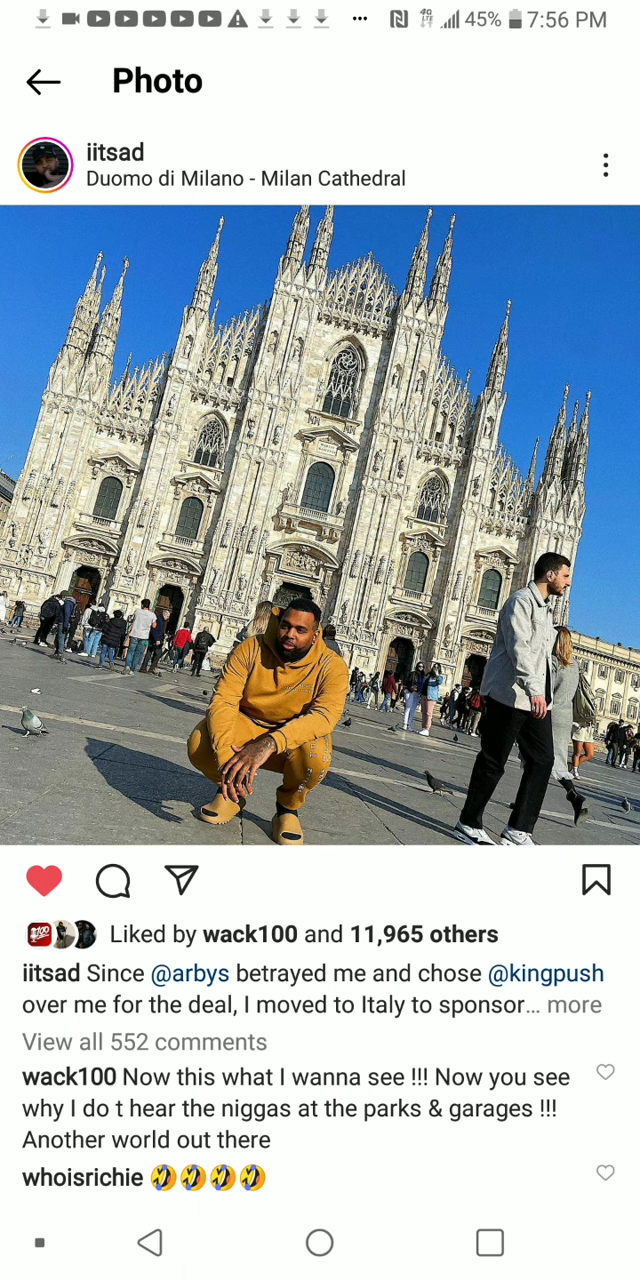 45% 7:56 PM
Photo
iitsad
Duomo di Milano - Milan Cathedral
Liked by wack100 and 11,965 others
iitsad Since @arbys betrayed me and chose @kingpush
over me for the deal, I moved to Italy to sponsor... more
View all 552 comments
wack100 Now this what I wanna see !!! Now you see
why I do t hear the niggas at the parks & garages !!!
Another world out there
whoisrichie 🤣🤣🤣🤣